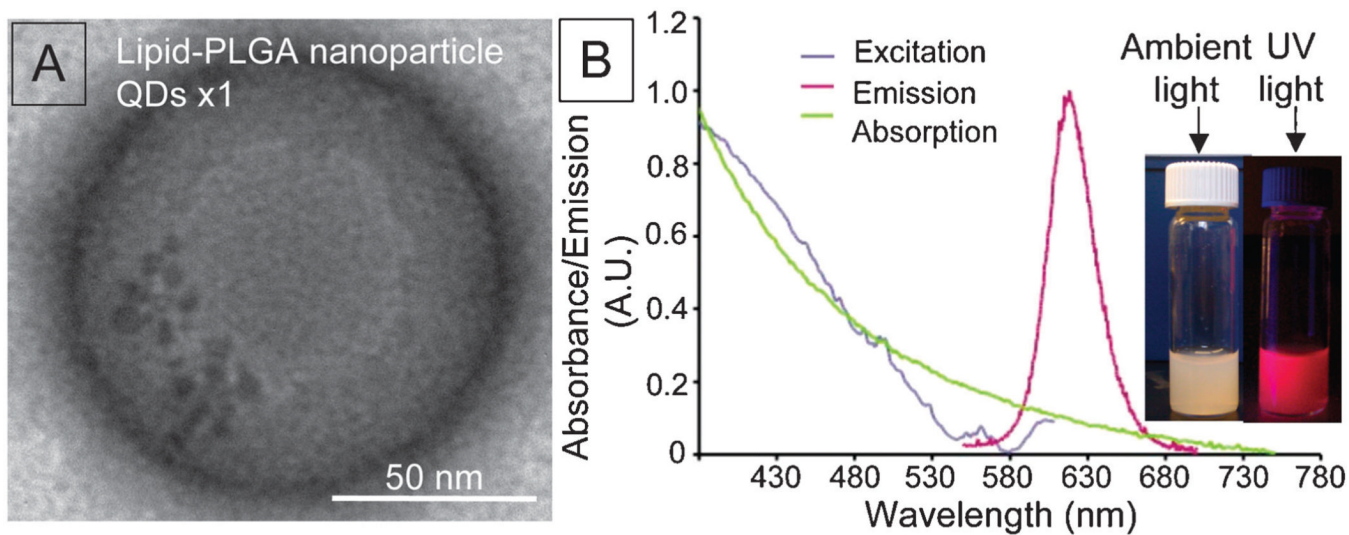 A
Lipid-PLGA nanoparticle
QDs x1
50 nm
B
Absorbance/Emission
(A.U.)
1.2
1.0
0.8
0.6
0.4
0.2
0
Excitation
Emission
Absorption
Ambient UV
light light
430 480 530 580 630 680 730 780
Wavelength (nm)